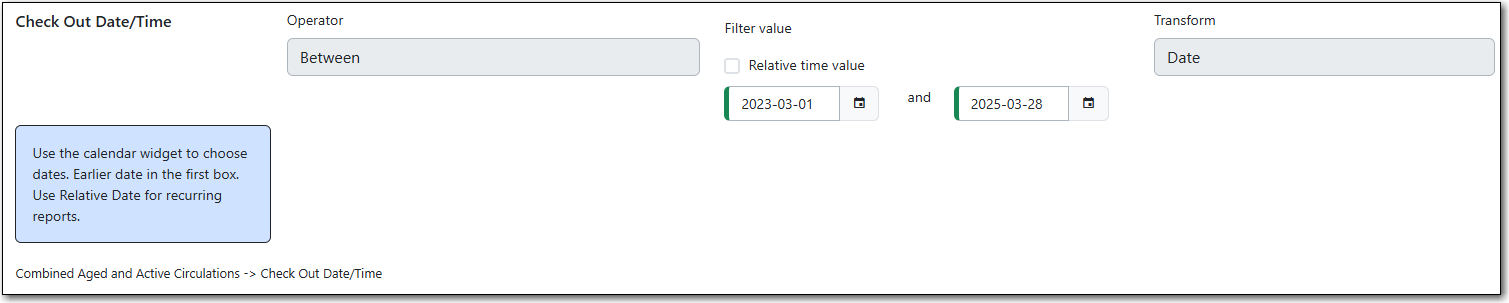 Check Out Date/Time
Operator
Between
Filter value
Relative time value
2023-03-01
and
2025-03-28
Transform
Date
Use the calendar widget to choose
dates. Earlier date in the first box.
Use Relative Date for recurring
reports.
Combined Aged and Active Circulations -> Check Out Date/Time